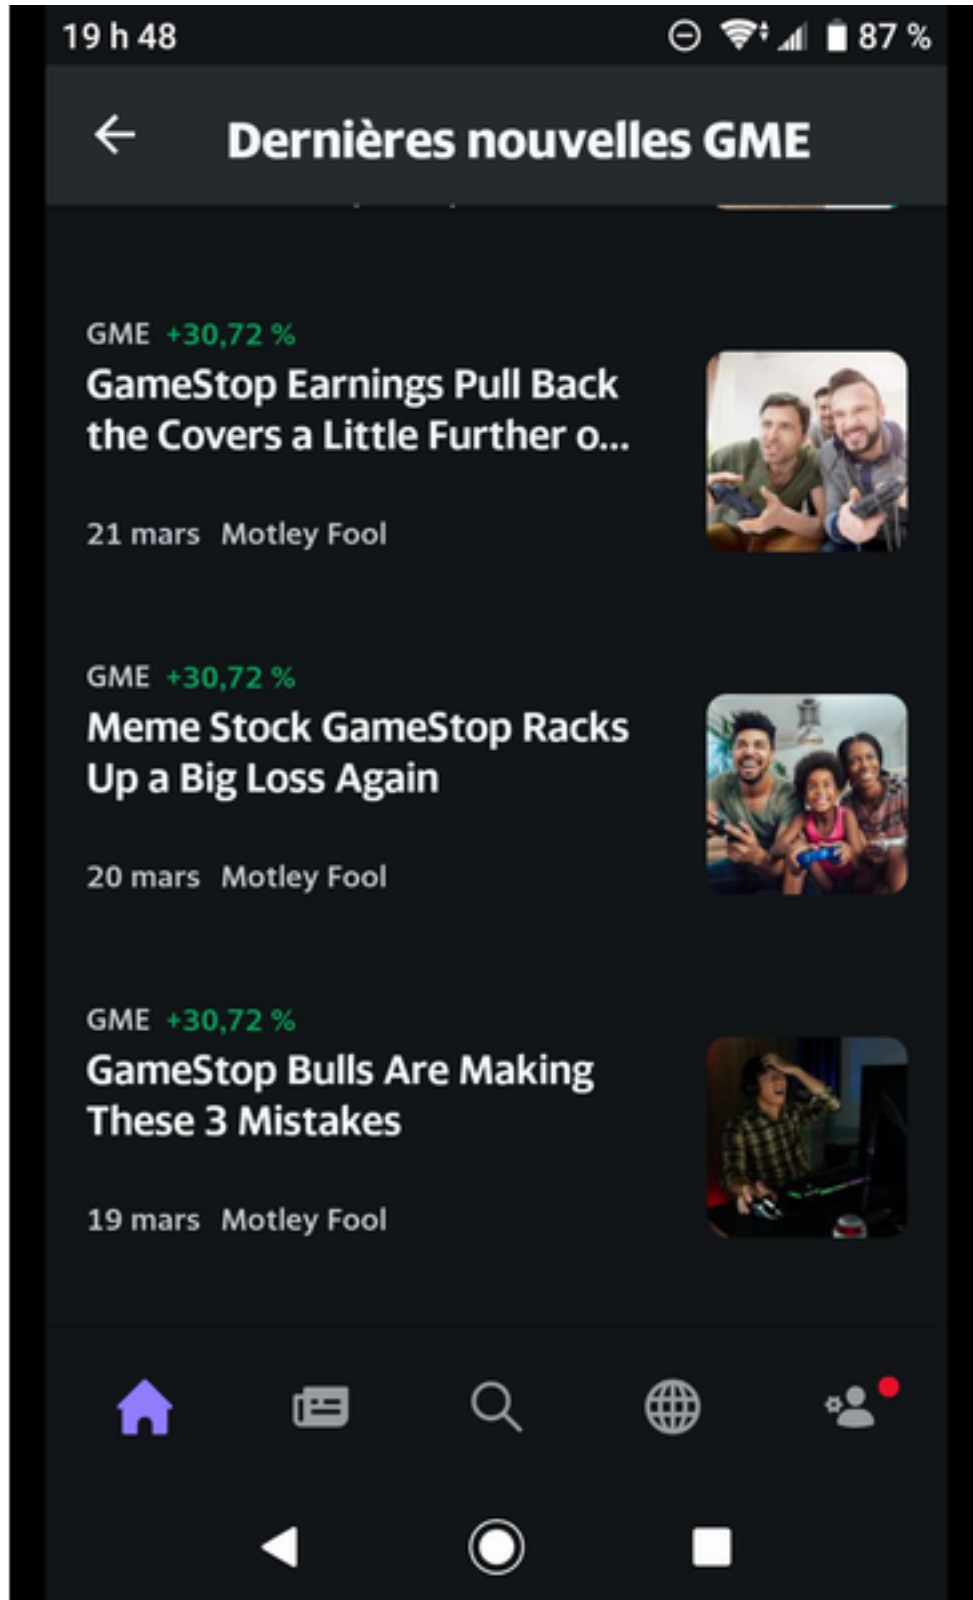 19 h 48
87 %
Dernières nouvelles GME
GME +30,72 %
GameStop Earnings Pull Back
the Covers a Little Further o...
21 mars Motley Fool
GME +30,72 %
Meme Stock GameStop Racks
Up a Big Loss Again
20 mars Motley Fool
GME +30,72 %
GameStop Bulls Are Making
These 3 Mistakes
19 mars Motley Fool